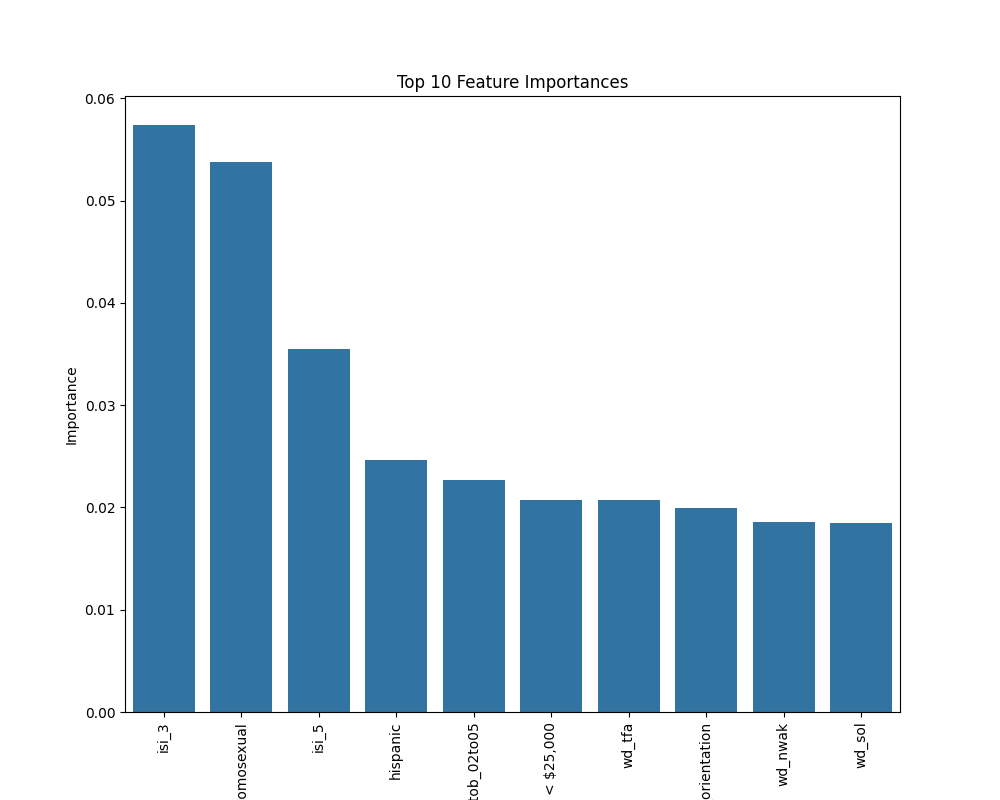 Top 10 Feature Importances
Importance
0.06
0.05
0.04
0.03
0.02
0.01
0.00
isi_3
omosexual
isi_5
hispanic
tob_02to05
< $25,000
wd_tfa
orientation
wd_nwak
wd_sol